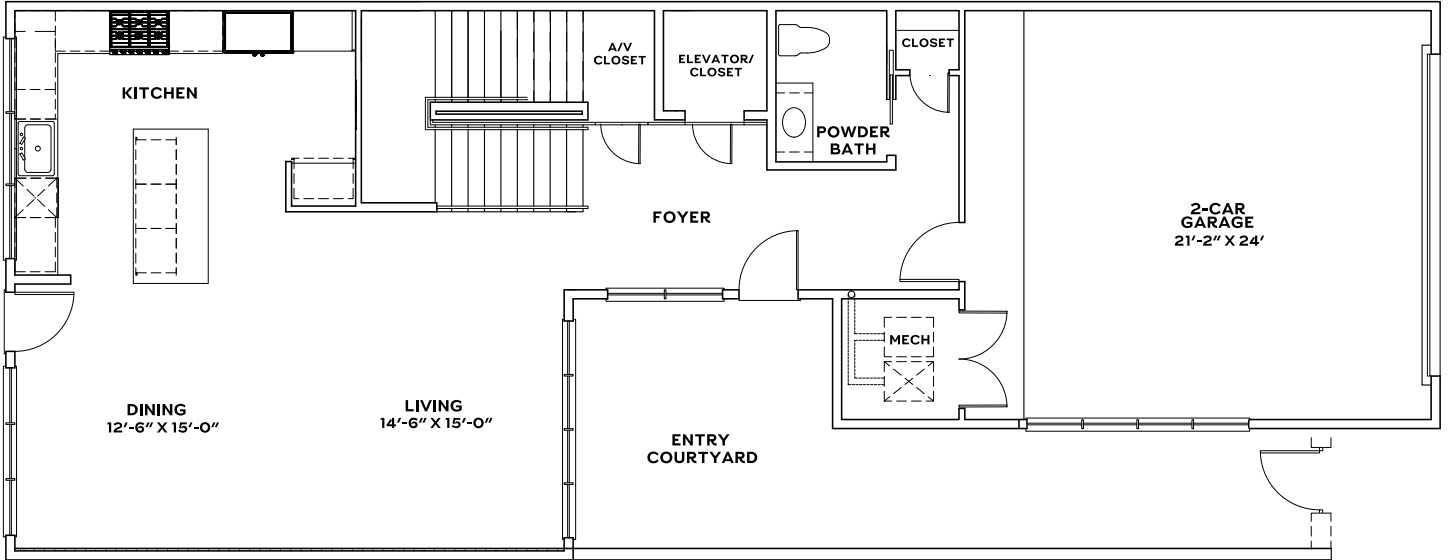 KITCHEN
A/V
CLOSET
ELEVATOR/
CLOSET
CLOSET
POWDER
BATH
FOYER
2-CAR
GARAGE
21'-2" X 24'
MECH
DINING
12'-6" X 15'-0"
LIVING
14'-6" X 15'-0"
ENTRY
COURTYARD